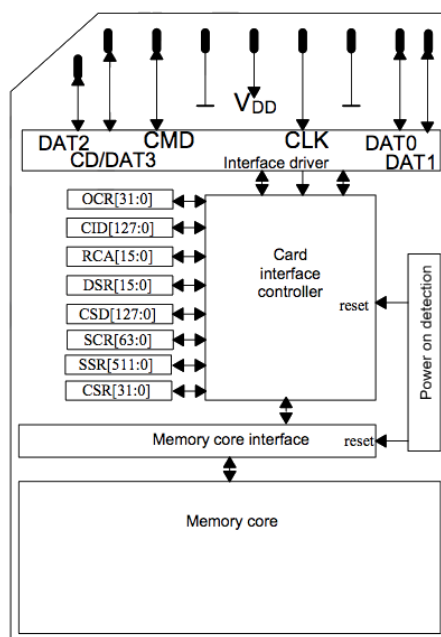 V_DD
DAT2 CMD CLK DAT0
CD/DAT3 Interface driver DAT1
OCR[31:0]
CID[127:0]
RCA[15:0]
DSR[15:0]
CSD[127:0]
SCR[63:0]
SSR[511:0]
CSR[31:0]
Card
interface
controller
reset
Power on detection
Memory core interface reset
Memory core